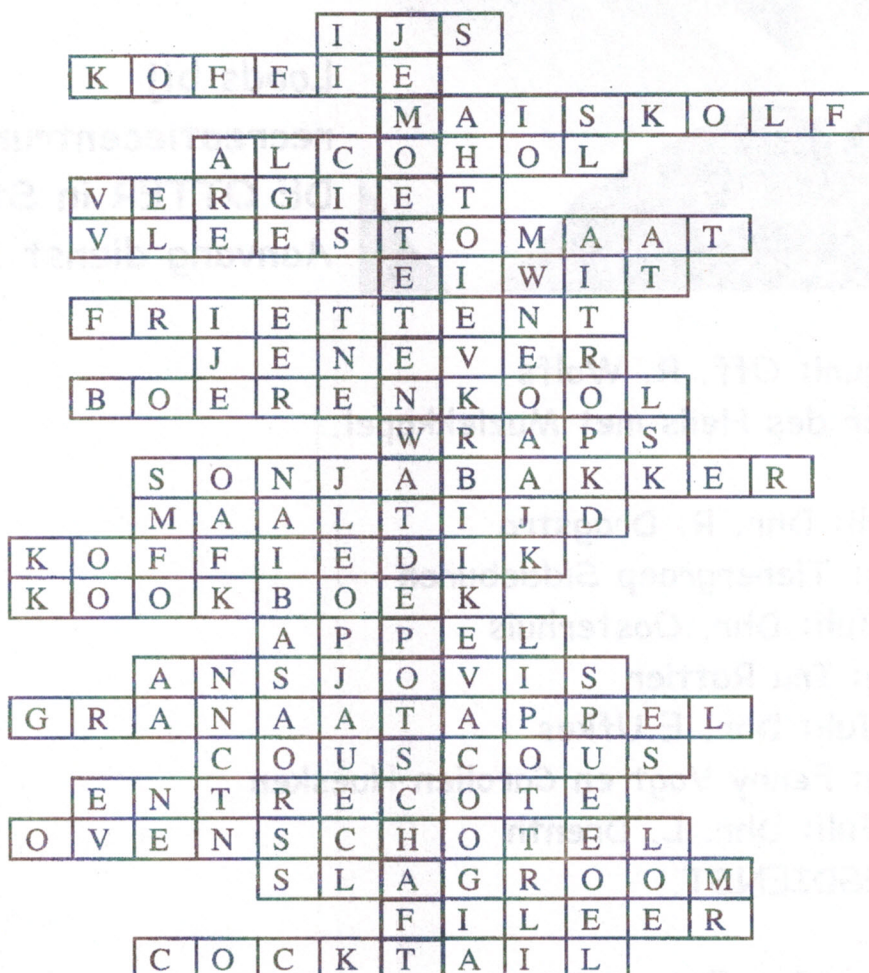 IJS
KOFFIE
MAISKOLF
ALCOHOL
VERGIET
VLEESTOMAAT
EIWIT
FRIETTENT
JENEVER
BOERENKOOL
WRAPS
SONJABAKKER
MAALTIJD
KOFFIEDIK
KOOKBOEK
APPEL
ANSJOVIS
GRANAATAPPEL
COUSCOUS
ENTRECOTE
OVENSCHOTEL
SLAGROOM
FILEER
COCKTAIL